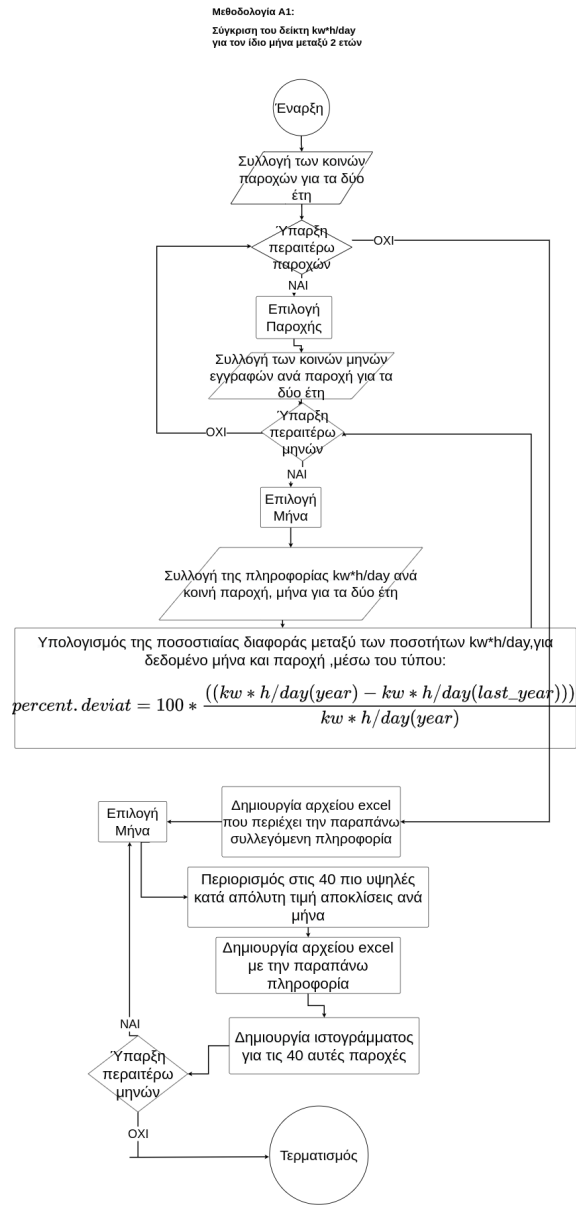 Μεθοδολογία Α1:
Σύγκριση του δείκτη kw*h/day
για τον ίδιο μήνα μεταξύ 2 ετών
Έναρξη
Συλλογή των κοινών
παροχών για τα δύο
έτη
Ύπαρξη
περαιτέρω
παροχών
ΟΧΙ
ΝΑΙ
Επιλογή
Παροχής
Συλλογή των κοινών μηνών
εγγραφών ανά παροχή για τα
δύο έτη
Ύπαρξη
περαιτέρω
μηνών
ΟΧΙ
ΝΑΙ
Επιλογή
Μήνα
Συλλογή της πληροφορίας kw*h/day ανά
κοινή παροχή, μήνα για τα δύο έτη
Υπολογισμός της ποσοστιαίας διαφοράς μεταξύ των ποσοτήτων kw*h/day,για
δεδομένο μήνα και παροχή ,μέσω του τύπου:
percent. deviat = 100 * ((kw * h/day(year) − kw * h/day(last_year)))
kw * h/day(year)
Δημιουργία αρχείου excel
που περιέχει την παραπάνω
συλλεγόμενη πληροφορία
Επιλογή
Μήνα
Περιορισμός στις 40 πιο υψηλές
κατά απόλυτη τιμή αποκλίσεις ανά
μήνα
Δημιουργία αρχείου excel
με την παραπάνω
πληροφορία
Δημιουργία ιστογράμματος
για τις 40 αυτές παροχές
ΝΑΙ
Ύπαρξη
περαιτέρω
μηνών
ΟΧΙ
Τερματισμός